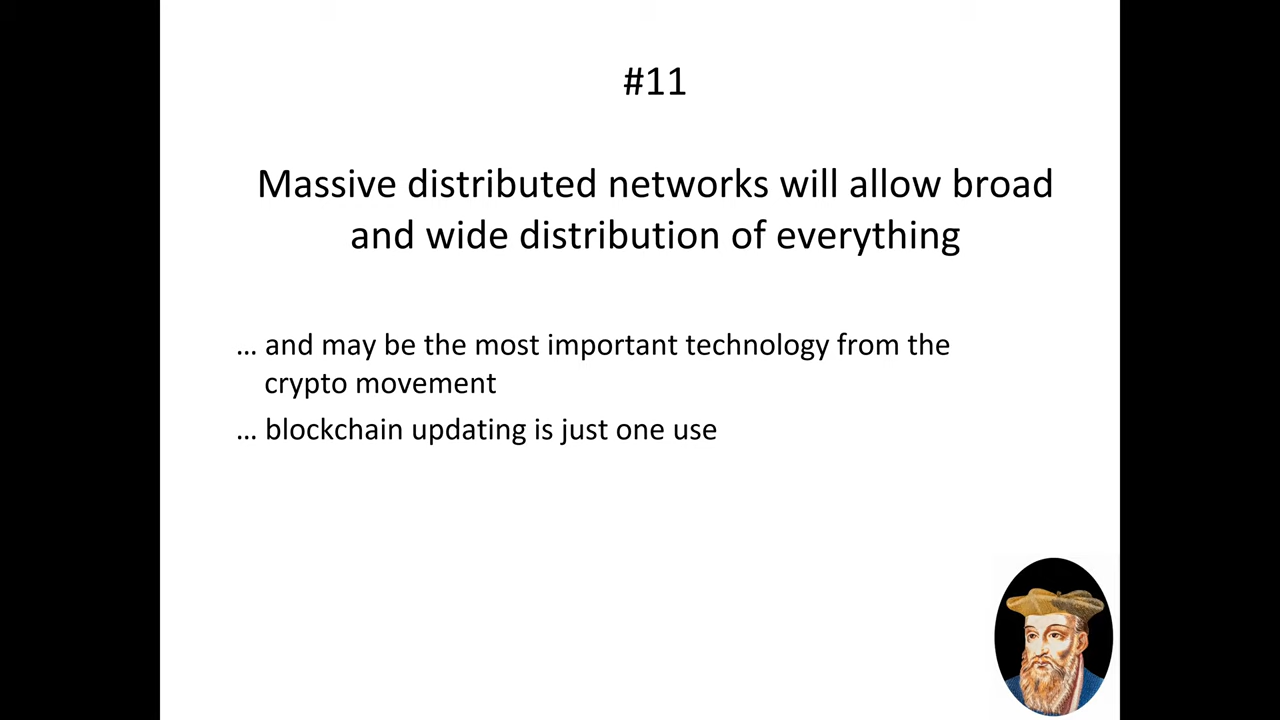 #11
Massive distributed networks will allow broad
and wide distribution of everything
... and may be the most important technology from the
crypto movement
... blockchain updating is just one use